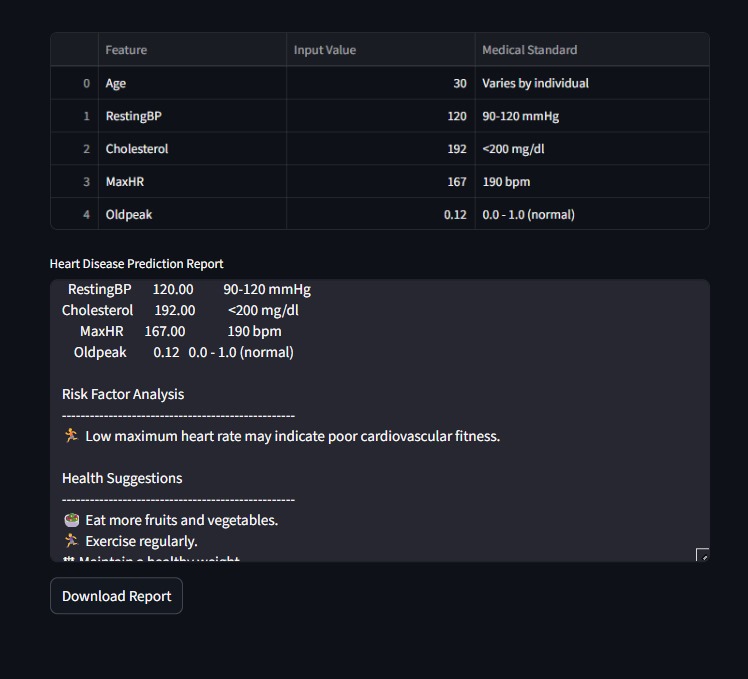 Feature Input Value Medical Standard
0 Age 30 Varies by individual
1 RestingBP 120 90-120 mmHg
2 Cholesterol 192 <200 mg/dl
3 MaxHR 167 190 bpm
4 Oldpeak 0.12 0.0 - 1.0 (normal)
Heart Disease Prediction Report
RestingBP 120.00 90-120 mmHg
Cholesterol 192.00 <200 mg/dl
MaxHR 167.00 190 bpm
Oldpeak 0.12 0.0 - 1.0 (normal)
Risk Factor Analysis
--------------------------------------------------
🏃 Low maximum heart rate may indicate poor cardiovascular fitness.
Health Suggestions
--------------------------------------------------
🥗 Eat more fruits and vegetables.
🏃 Exercise regularly.
Maintain a healthy weight
Download Report